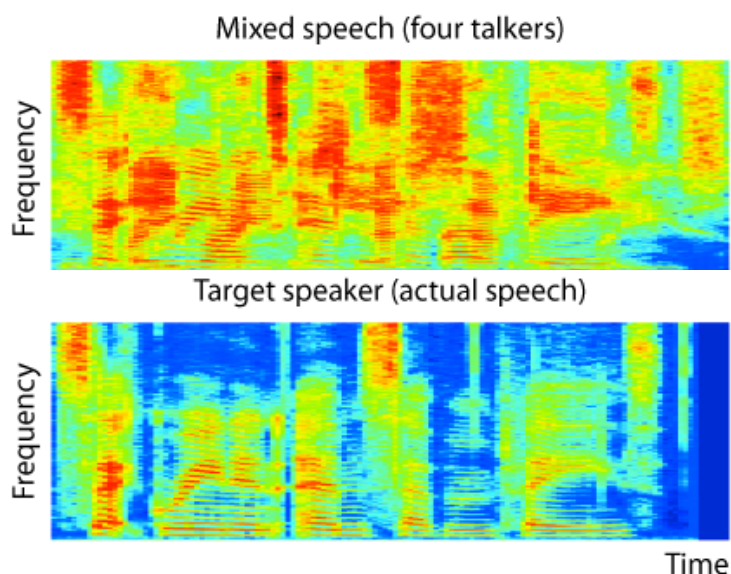 Mixed speech (four talkers)
Frequency
Target speaker (actual speech)
Frequency
Time